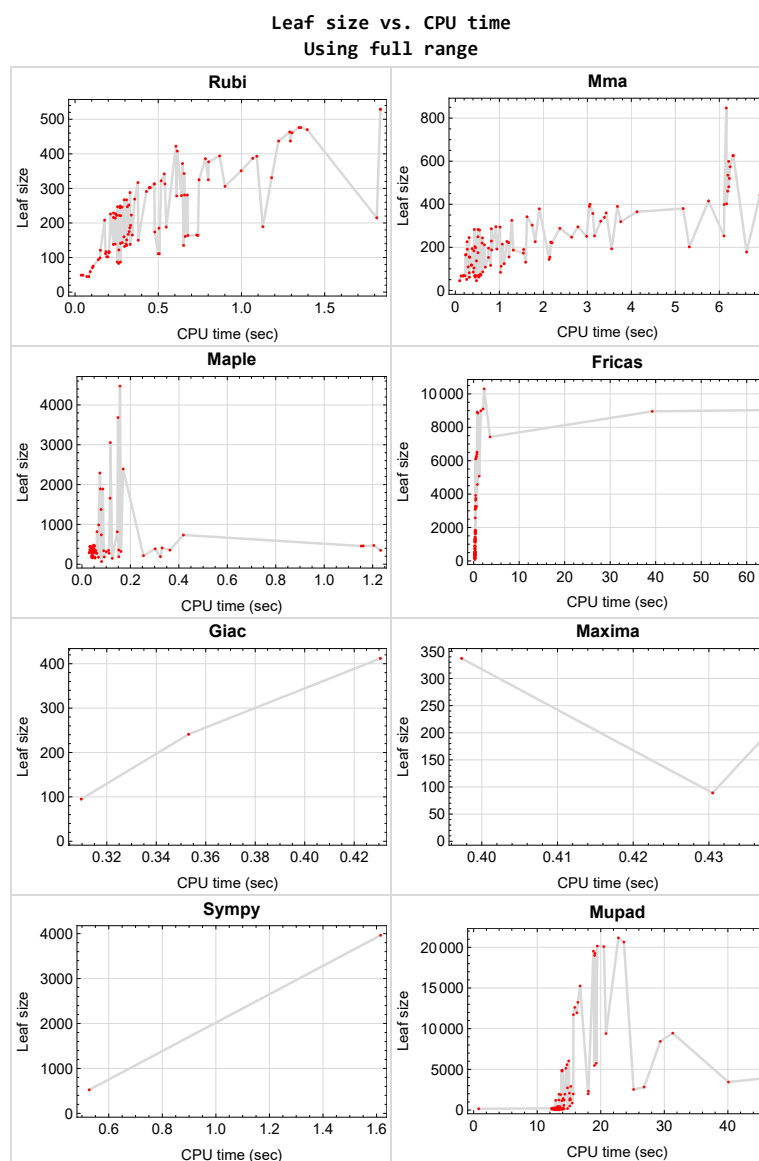 Leaf size vs. CPU time
Using full range
Rubi
500
400
300
200
100
0
Leaf size
0.0 0.5 1.0 1.5
CPU time (sec)
Mma
800
600
400
200
0
Leaf size
0 1 2 3 4 5 6
CPU time (sec)
Maple
4000
3000
2000
1000
0
Leaf size
0.0 0.2 0.4 0.6 0.8 1.0 1.2
CPU time (sec)
Fricas
10 000
8000
6000
4000
2000
0
Leaf size
0 10 20 30 40 50 60
CPU time (sec)
Giac
400
300
200
100
0
Leaf size
0.32 0.34 0.36 0.38 0.40 0.42
CPU time (sec)
Maxima
350
300
250
200
150
100
50
0
Leaf size
0.40 0.41 0.42 0.43
CPU time (sec)
Sympy
4000
3000
2000
1000
0
Leaf size
0.6 0.8 1.0 1.2 1.4 1.6
CPU time (sec)
Mupad
20 000
15 000
10 000
5000
0
Leaf size
0 10 20 30 40
CPU time (sec)